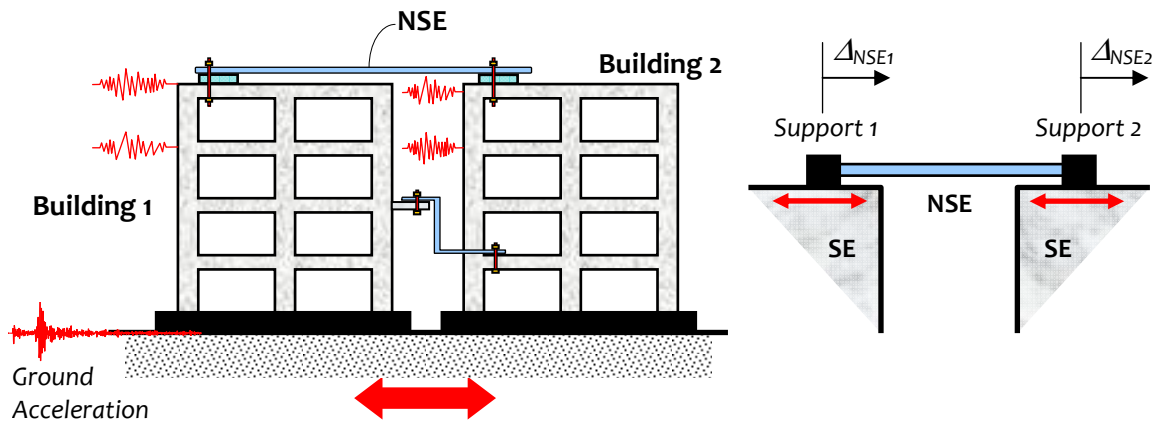 NSE
Building 2
Building 1
Ground
Acceleration
ΔNSE1
ΔNSE2
Support 1
Support 2
NSE
SE
SE